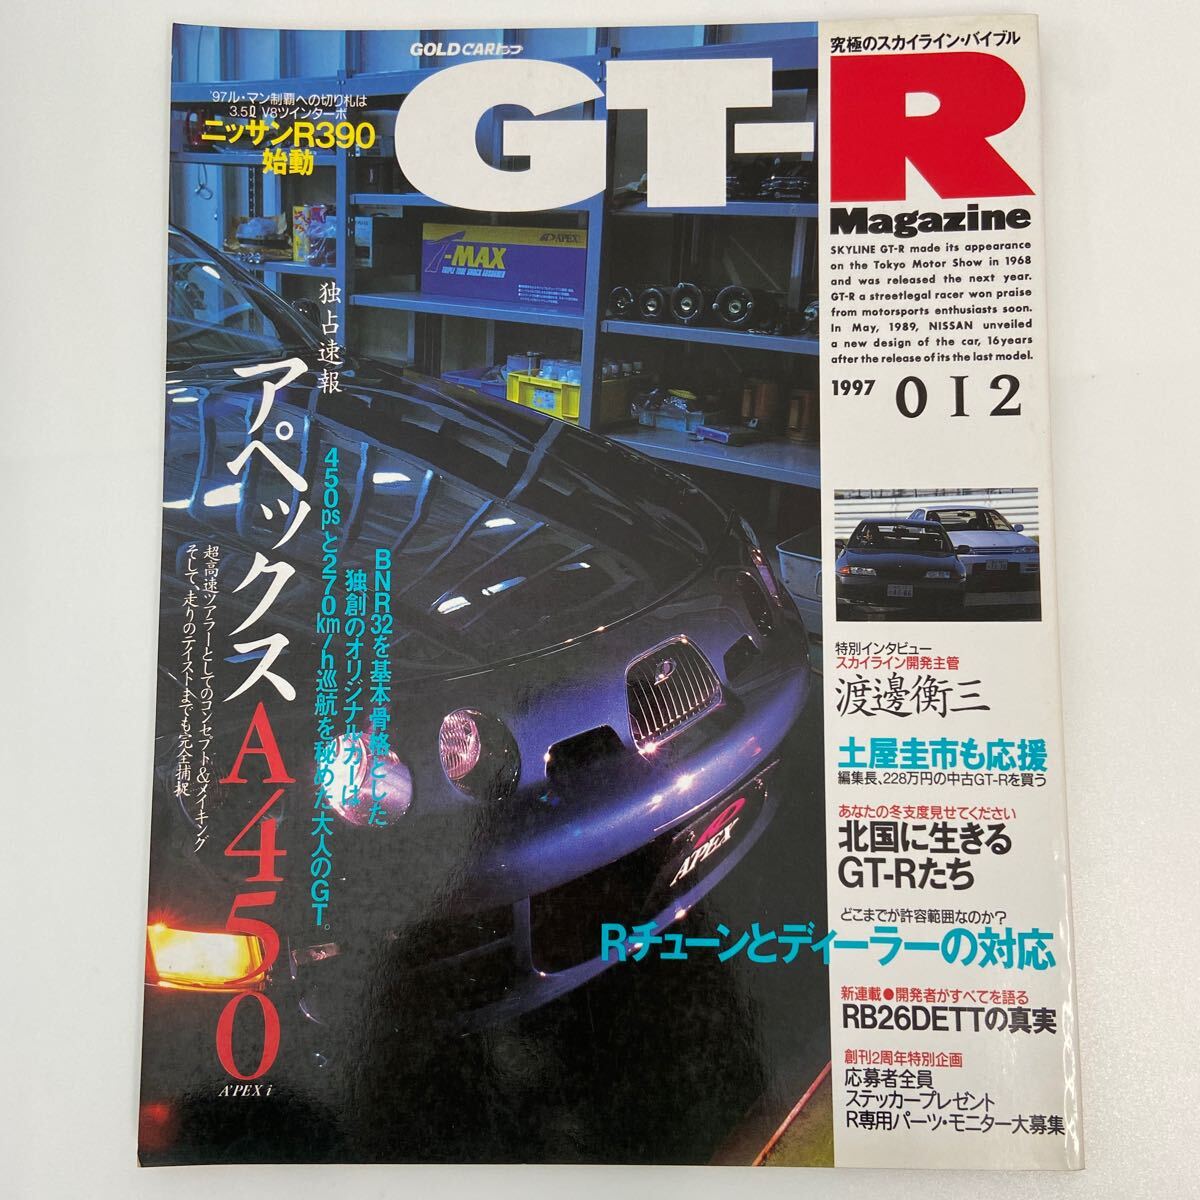 GOLD CARトップ
GT-R
Magazine
究極のスカイライン・バイブル
'97ル・マン制覇への切り札は
3.5ℓ V8ツインターボ
ニッサンR390
始動
SKYLINE GT-R made its appearance
on the Tokyo Motor Show in 1968
and was released the next year.
GT-R a streetlegal racer won praise
from motorsports enthusiasts soon.
In May, 1989, NISSAN unveiled
a new design of the car, 16years
after the release of its the last model.
1997 012
T-MAX
TRIPLE TUBE SHOCK ABSORBER
APEX
独占速報
アペックスA450
A'PEX i
超高速ツアラーとしてのコンセプト&メイキング
そして、走りのテイストまでも完全捕捉
BNR32を基本骨格とした
独創のオリジナルカーは
450psと270km/h巡航を秘めた大人のGT。
APEX
特別インタビュー
スカイライン開発主管
渡邉衡三
土屋圭市も応援
編集長、228万円の中古GT-Rを買う
あなたの冬支度見せてください
北国に生きる
GT-Rたち
どこまでが許容範囲なのか?
Rチューンとディーラーの対応
新連載●開発者がすべてを語る
RB26DETTの真実
創刊2周年特別企画
応募者全員
ステッカープレゼント
R専用パーツ・モニター大募集